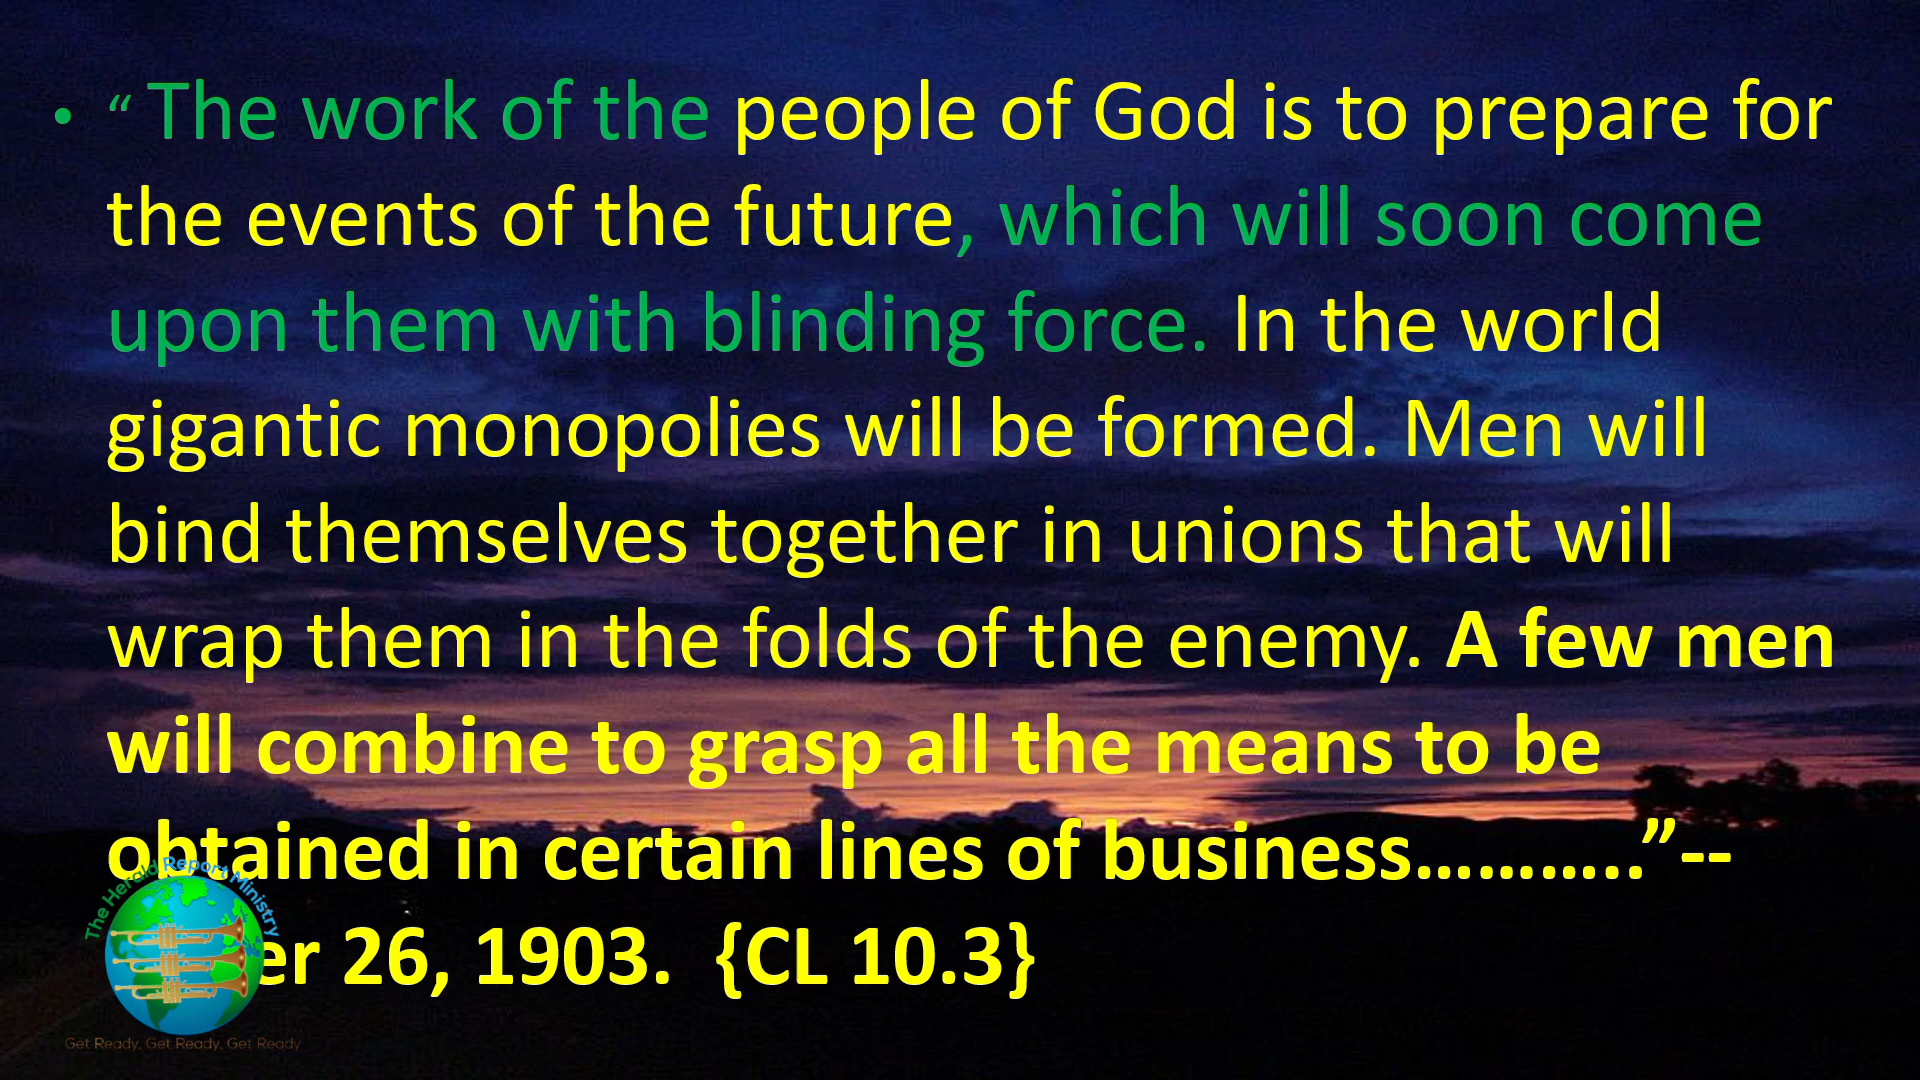 • “ The work of the people of God is to prepare for
the events of the future, which will soon come
upon them with blinding force. In the world
gigantic monopolies will be formed. Men will
bind themselves together in unions that will
wrap them in the folds of the enemy. A few men
will combine to grasp all the means to be
obtained in certain lines of business………..”--
er 26, 1903.  {CL 10.3}
The Herald Report Ministry
Get Ready, Get Ready, Get Ready